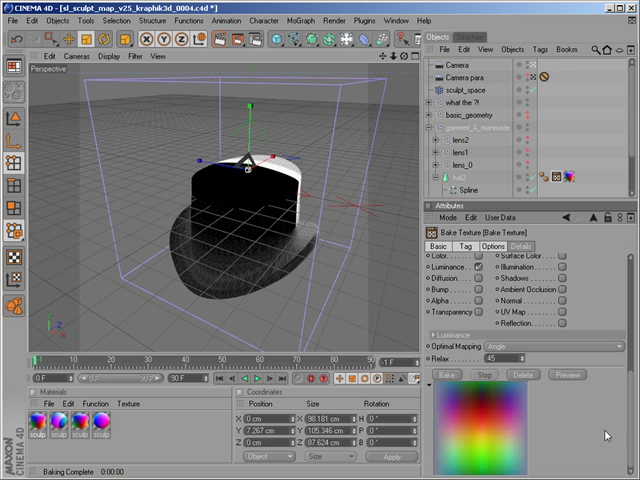 CINEMA 4D - [sl_sculpt_map_v25_kraphik3d_0004.c4d *]
File Edit Objects Tools Selection Structure Animation Character MoGraph Render Plugins Window Help
X Y Z
Edit Cameras Display Filter View
Perspective
Objects Structure
File Edit View Objects Tags Bookm
Camera
Camera para
sculpt_space
what the ?!
basic_geometry
lens2
lens1
lens_0
hat2
Spline
Attributes
Mode Edit User Data
Bake Texture [Bake Texture]
Basic Tag Options Details
Color Surface Color
Luminance Illumination
Diffusion Shadows
Bump Ambient Occlusion
Alpha Normal
Transparency UV Map
Reflection
Luminance
Optimal Mapping Angle
Relax 45
Bake Stop Delete Preview
0 10 20 30 40 50 60 70 80 90 -1 F
0 F 0 F 90 F 90 F
Materials
File Edit Function Texture
sculp sculp sculp sculp
Coordinates
Position Size Rotation
X 0 cm X 98.181 cm H 0 °
Y 7.267 cm Y 105.346 cm P 0 °
Z 0 cm Z 87.624 cm B 0 °
Object Size Apply
MAXON
CINEMA 4D
Baking Complete 0:00:00